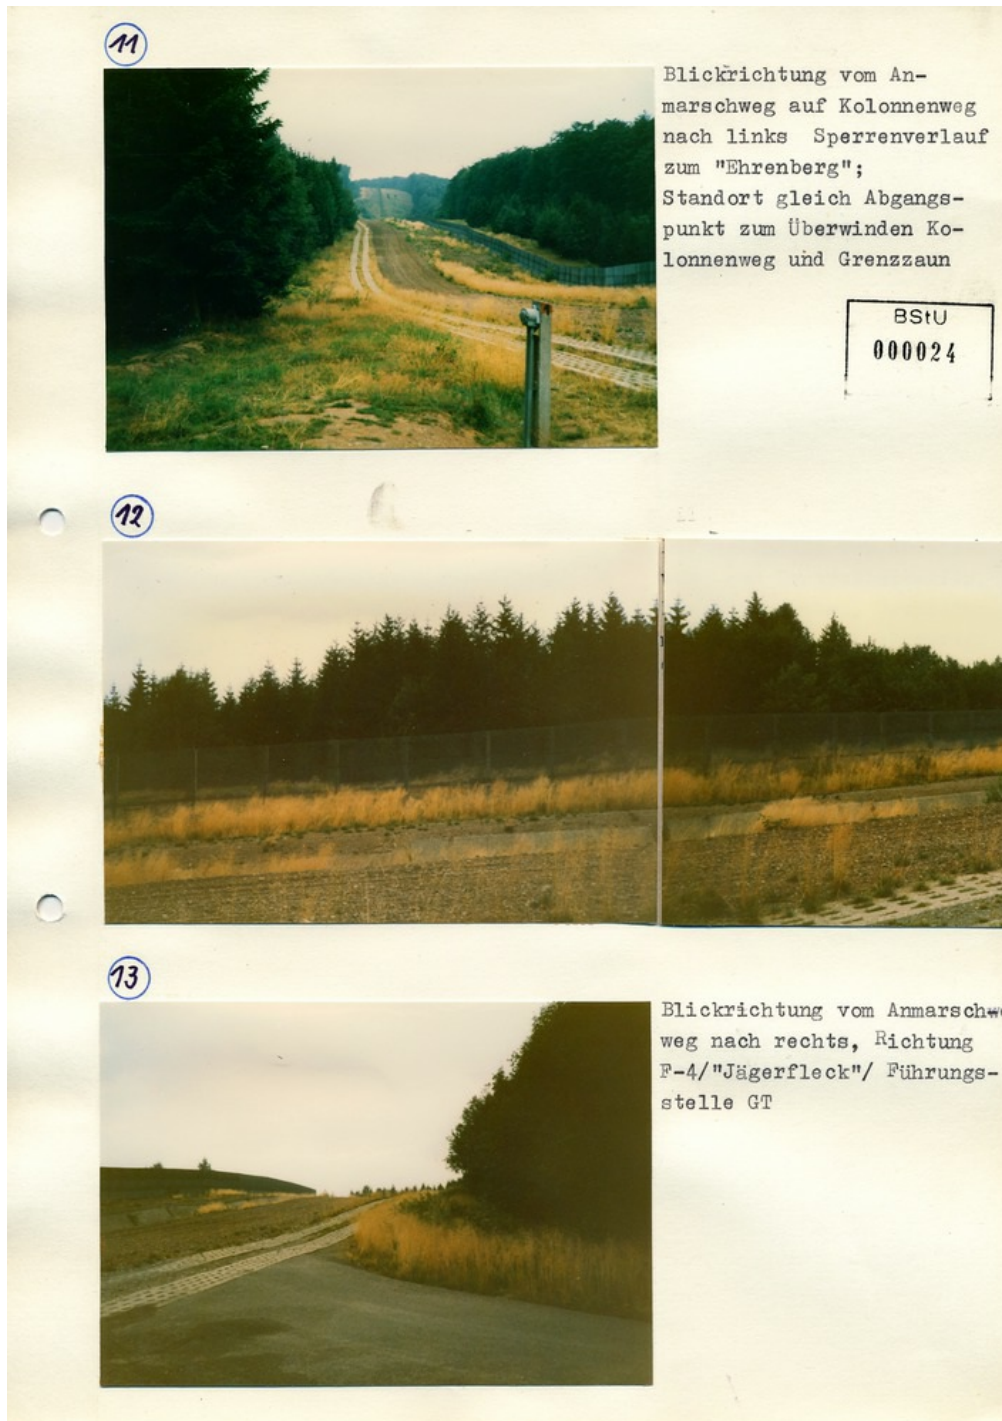 11
Blickrichtung vom An-
marschweg auf Kolonnenweg
nach links Sperrenverlauf
zum "Ehrenberg";
Standort gleich Abgangs-
punkt zum Überwinden Ko-
lonnenweg und Grenzzaun
BStU
000024
12
13
Blickrichtung vom Anmarschwe
weg nach rechts, Richtung
F-4/"Jägerfleck"/ Führungs-
stelle GT